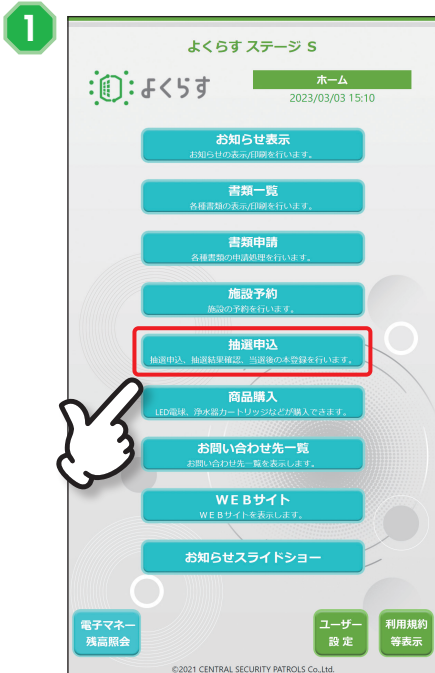 1
よくらす ステージ S
よくらす
ホーム
2023/03/03 15:10
お知らせ表示
お知らせの表示/印刷を行います。
書類一覧
各種書類の表示/印刷を行います。
書類申請
各種書類の申請処理を行います。
施設予約
施設の予約を行います。
抽選申込
抽選申込、抽選結果確認、当選後の本登録を行います。
商品購入
LED電球、浄水器カートリッジなどが購入できます。
お問い合わせ先一覧
お問い合わせ先一覧を表示します。
WEBサイト
WEBサイトを表示します。
お知らせスライドショー
電子マネー
残高照会
ユーザー
設 定
利用規約
等表示
©2021 CENTRAL SECURITY PATROLS Co.,Ltd.